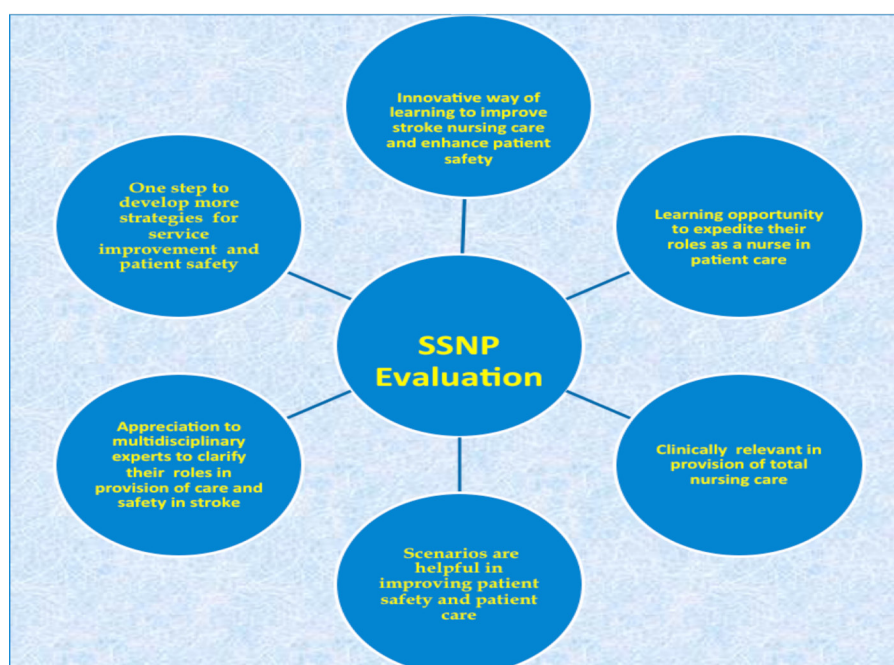 Innovative way of
learning to improve
stroke nursing care
and enhance patient
safety
One step to
develop more
strategies for
service
improvement and
patient safety
Learning opportunity
to expedite their
roles as a nurse in
patient care
SSNP
Evaluation
Appreciation to
multidisciplinary
experts to clarify
their roles in
provision of care and
safety in stroke
Clinically relevant in
provision of total
nursing care
Scenarios are
helpful in
improving patient
safety and patient
care